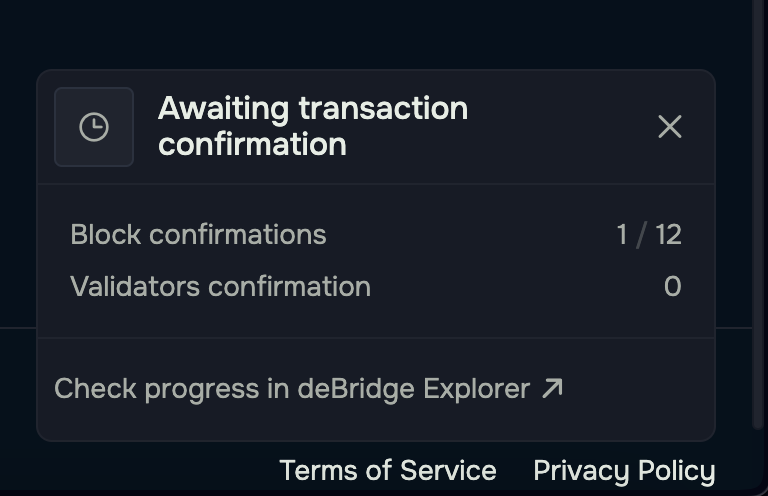 Awaiting transaction
confirmation
Block confirmations 1 / 12
Validators confirmation 0
Check progress in deBridge Explorer ↗
Terms of Service Privacy Policy